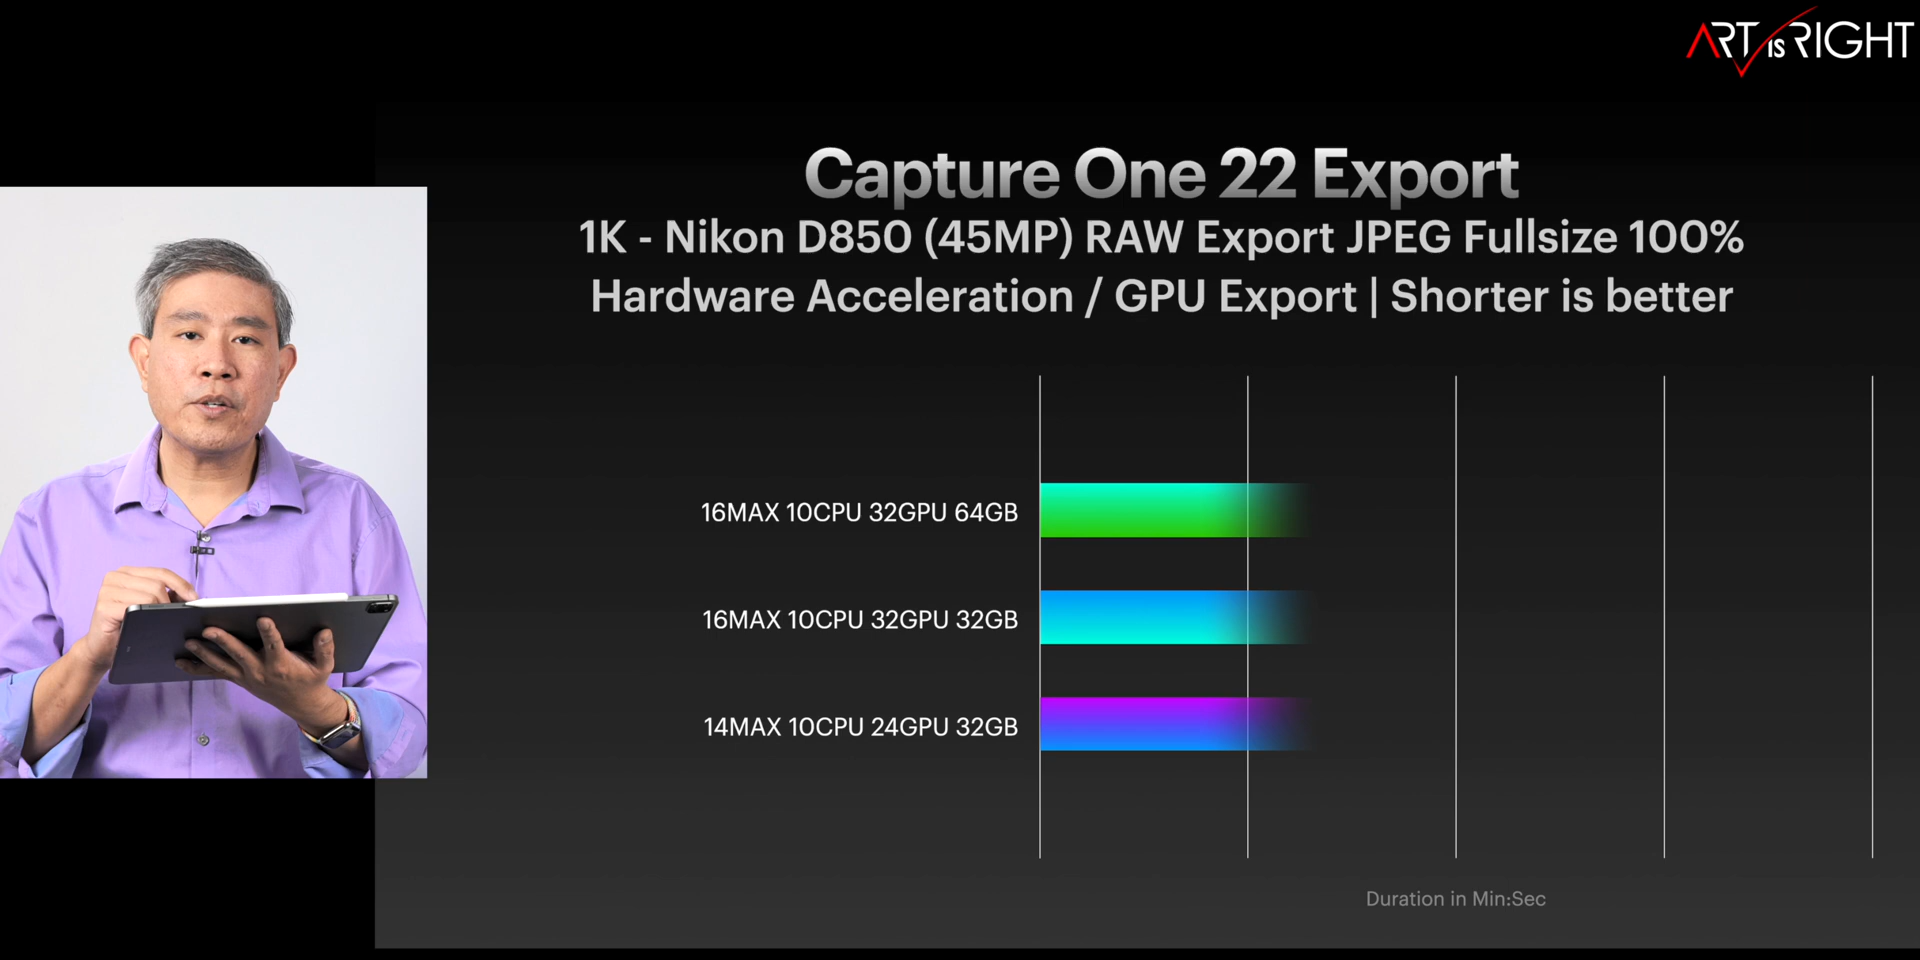 ART IS RIGHT
Capture One 22 Export
1K - Nikon D850 (45MP) RAW Export JPEG Fullsize 100%
Hardware Acceleration / GPU Export | Shorter is better
16MAX 10CPU 32GPU 64GB
16MAX 10CPU 32GPU 32GB
14MAX 10CPU 24GPU 32GB
Duration in Min:Sec